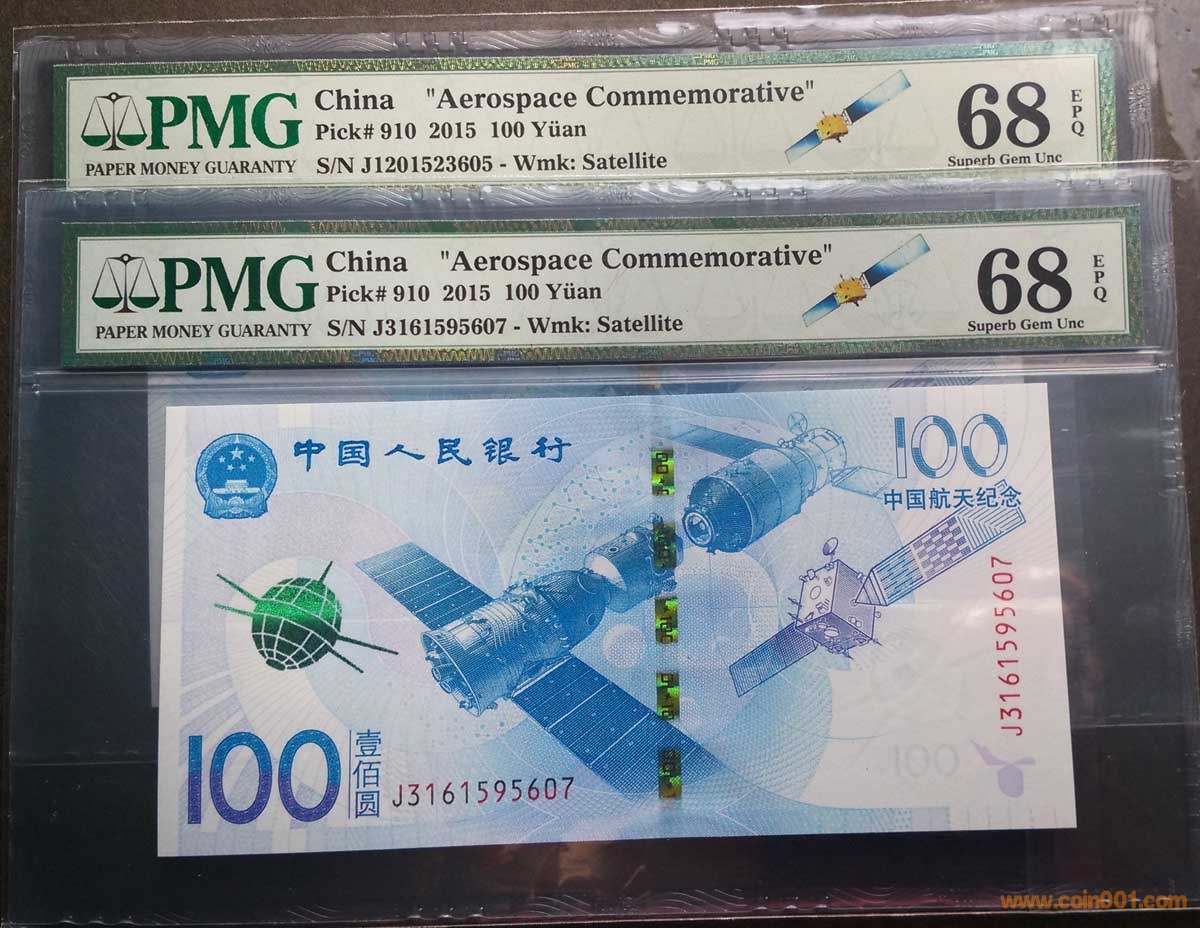 PMG
PAPER MONEY GUARANTY
China "Aerospace Commemorative"
Pick# 910 2015 100 Yüan
S/N J1201523605 - Wmk: Satellite
68
EPQ
Superb Gem Unc
PMG
PAPER MONEY GUARANTY
China "Aerospace Commemorative"
Pick# 910 2015 100 Yüan
S/N J3161595607 - Wmk: Satellite
68
EPQ
Superb Gem Unc
中国人民银行
100
中国航天纪念
J3161595607
100
100
壹佰圆
J3161595607
www.coin001.com